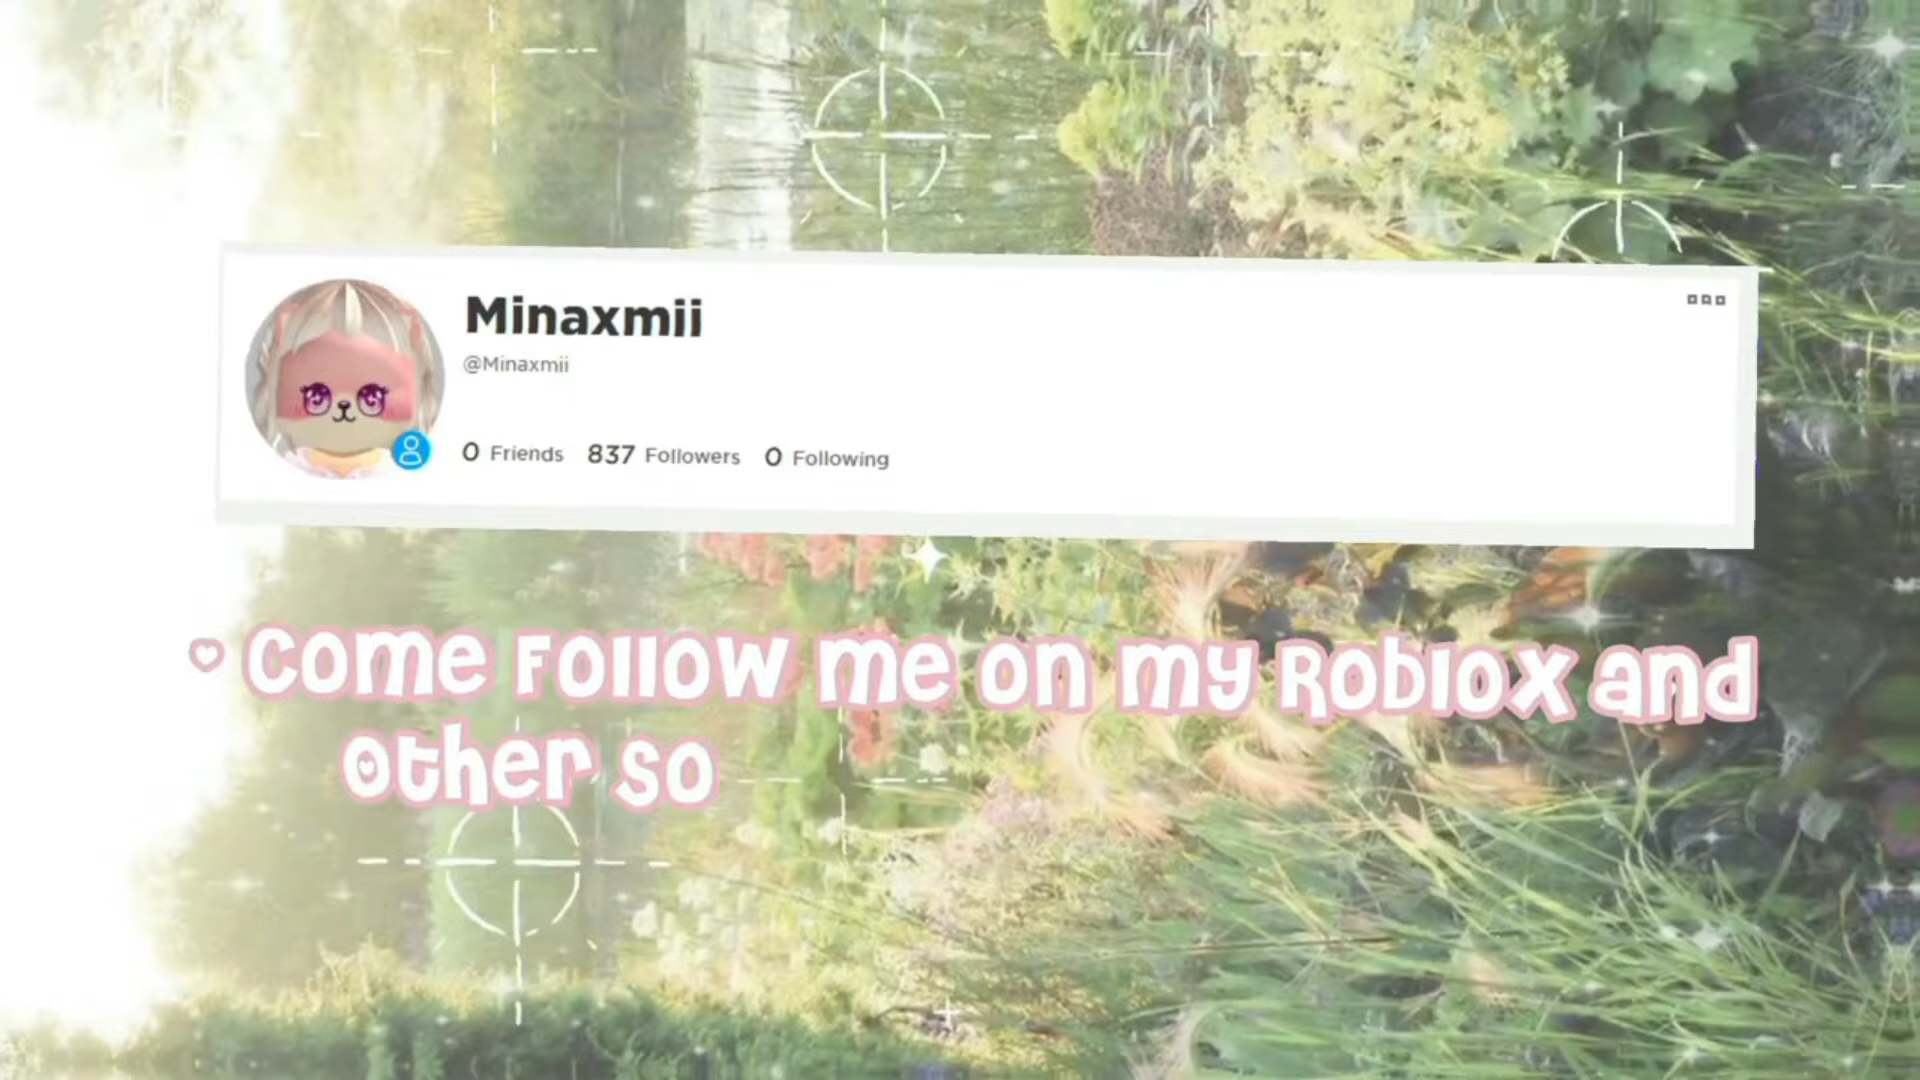 Minaxmii
@Minaxmii
0 Friends 837 Followers 0 Following
Come Follow me on my Roblox and
other so